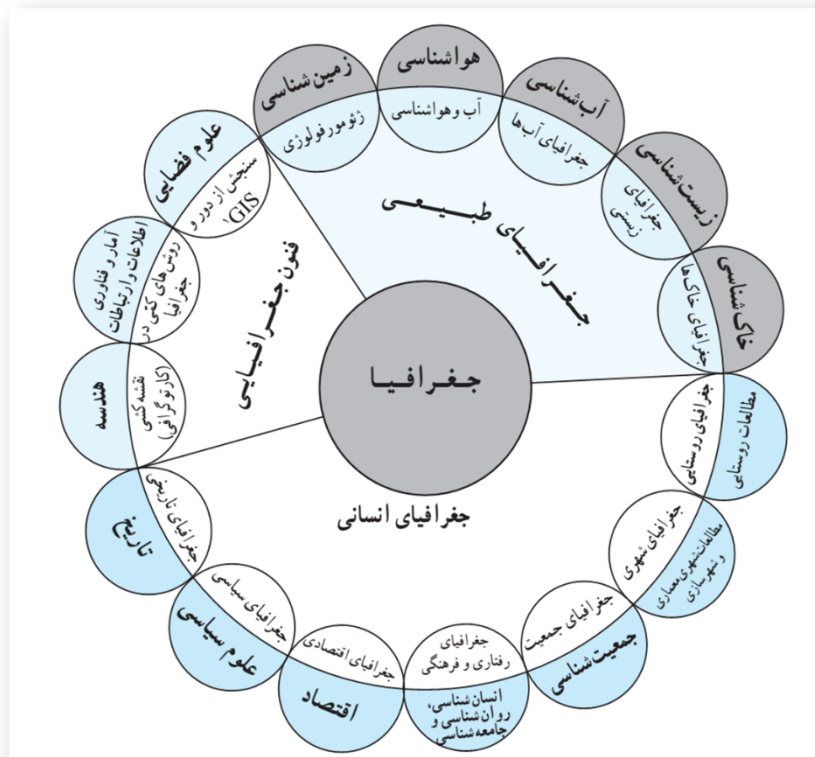 جغرافیا
جغرافیای طبیعی
زمین‌شناسی
ژئومورفولوژی
هواشناسی
آب وهواشناسی
آب‌شناسی
جغرافیای آب‌ها
زیست‌شناسی
جغرافیای
زیستی
خاک‌شناسی
جغرافیای خاک‌ها
جغرافیای انسانی
مطالعات روستایی
جغرافیای روستایی
مطالعات شهری معماری
و شهرسازی
جغرافیای شهری
جمعیت‌شناسی
جغرافیای جمعیت
جغرافیای
رفتاری و فرهنگی
انسان‌شناسی،
روان‌شناسی و
جامعه‌شناسی
جغرافیای اقتصادی
اقتصاد
جغرافیای سیاسی
علوم سیاسی
جغرافیای تاریخی
تاریخ
فنون جغرافیایی
هندسه
نقشه‌کشی
(کارتوگرافی)
آمار و فناوری
اطلاعات و ارتباطات
روش‌های کمّی در
جغرافیا
علوم فضایی
سنجش از دور و
GIS